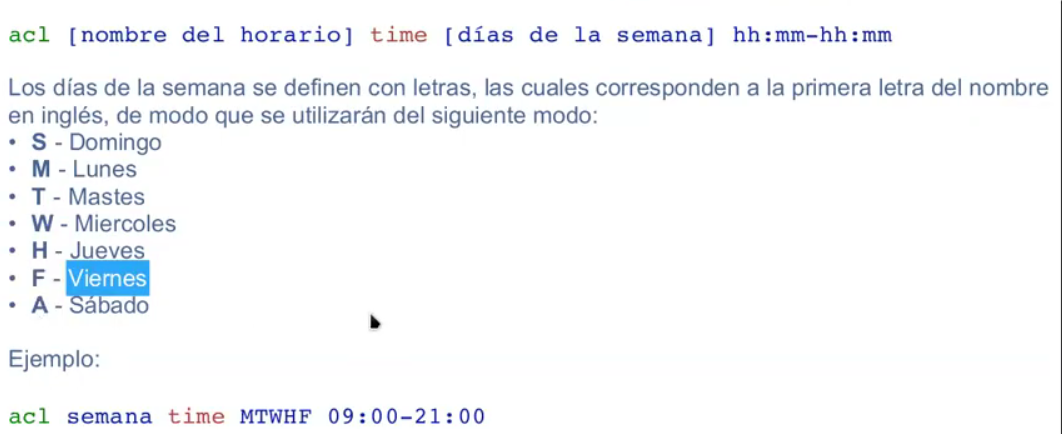 acl [nombre del horario] time [días de la semana] hh:mm-hh:mm
Los días de la semana se definen con letras, las cuales corresponden a la primera letra del nombre
en inglés, de modo que se utilizarán del siguiente modo:
• S - Domingo
• M - Lunes
• T - Mastes
• W - Miercoles
• H - Jueves
• F - Viernes
• A - Sábado
Ejemplo:
acl semana time MTWHF 09:00-21:00